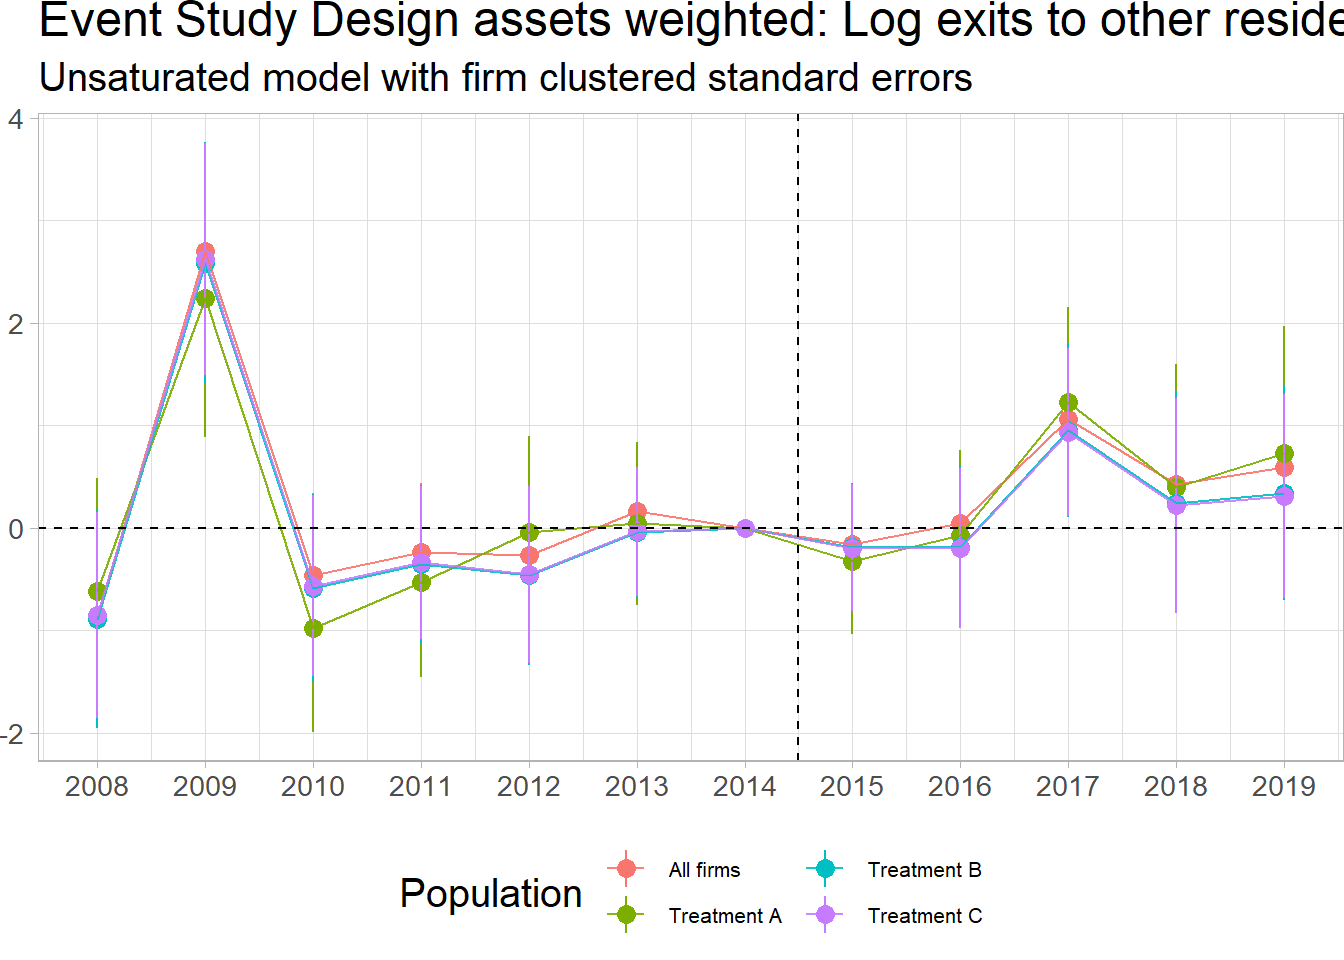 Event Study Design assets weighted: Log exits to other reside
Unsaturated model with firm clustered standard errors
4
2
0
-2
2008 2009 2010 2011 2012 2013 2014 2015 2016 2017 2018 2019
Population
All firms
Treatment A
Treatment B
Treatment C